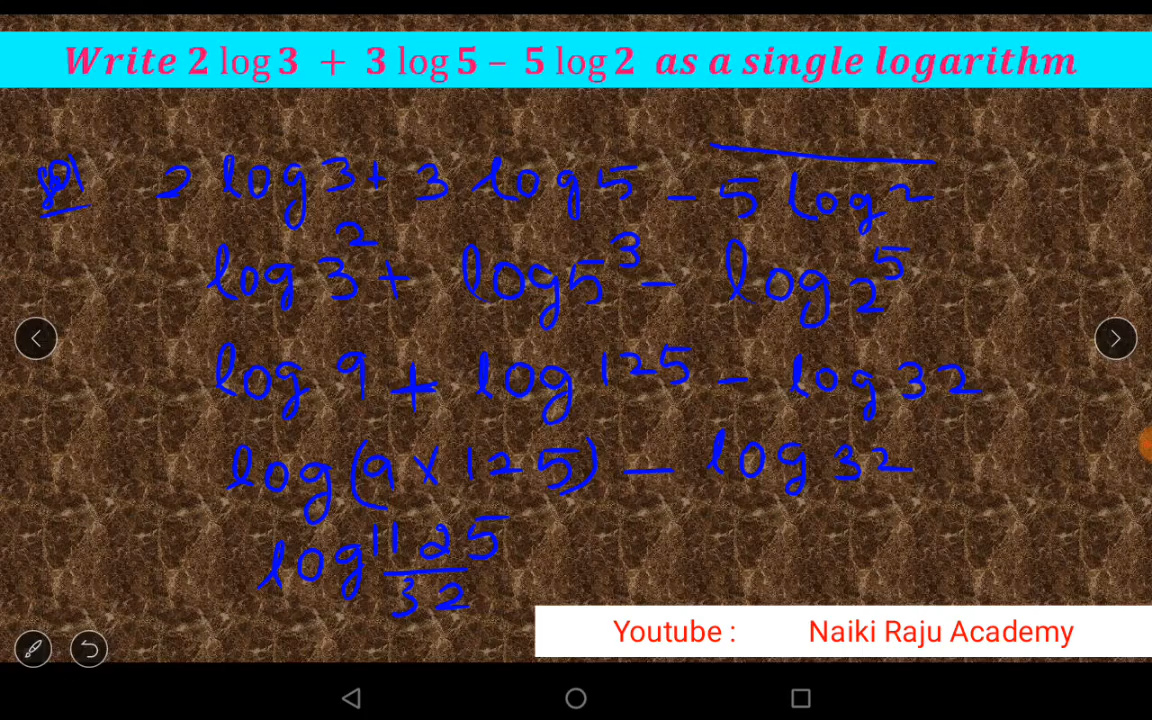 Write 2 log 3 + 3 log 5 – 5 log 2 as a single logarithm
Sol 2 log 3 + 3 log 5 – 5 log 2
log 3² + log 5³ – log 2⁵
log 9 + log 125 – log 32
log (9 × 125) – log 32
log 1125/32
Youtube : Naiki Raju Academy